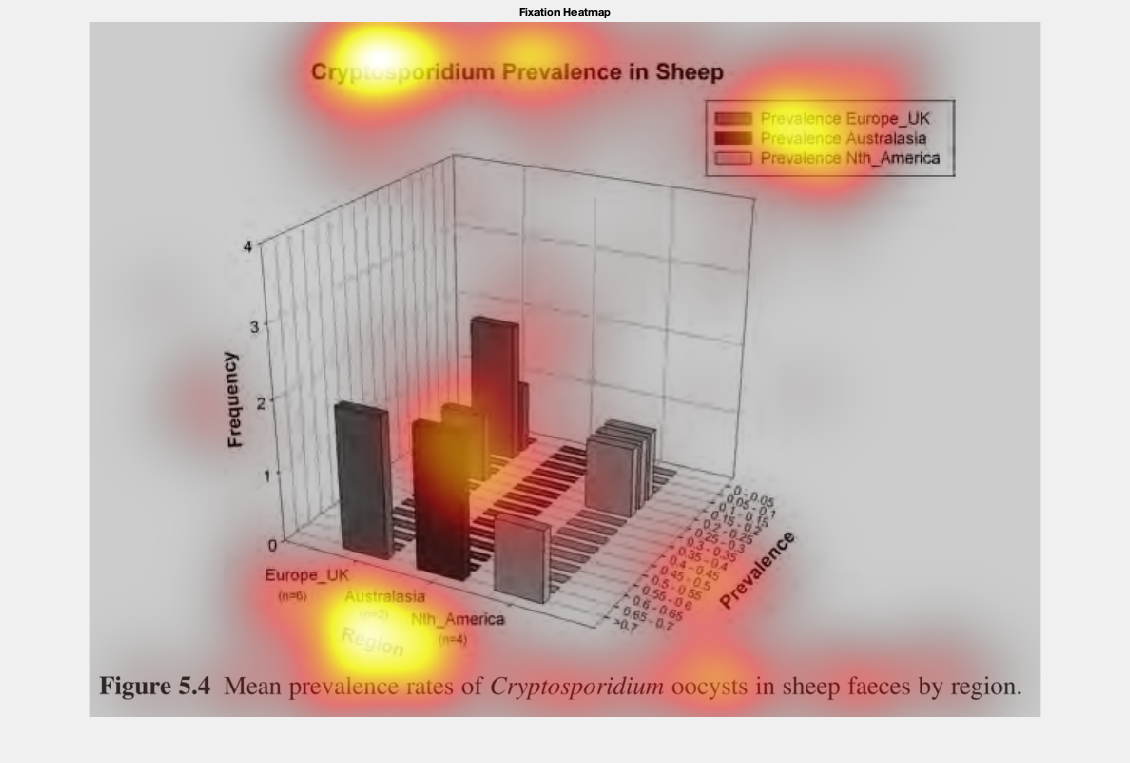 Fixation Heatmap
Cryptosporidium Prevalence in Sheep
Prevalence Europe_UK
Prevalence Australasia
Prevalence Nth_America
4
3
2
1
0
Frequency
Europe_UK
(n=6)
Australasia
(n=2)
Nth_America
(n=4)
Region
0 - 0.05
0.05 - 0.1
0.1 - 0.15
0.15 - 0.2
0.2 - 0.25
0.25 - 0.3
0.3 - 0.35
0.35 - 0.4
0.4 - 0.45
0.45 - 0.5
0.5 - 0.55
0.55 - 0.6
0.6 - 0.65
0.65 - 0.7
>0.7
Prevalence
Figure 5.4 Mean prevalence rates of Cryptosporidium oocysts in sheep faeces by region.